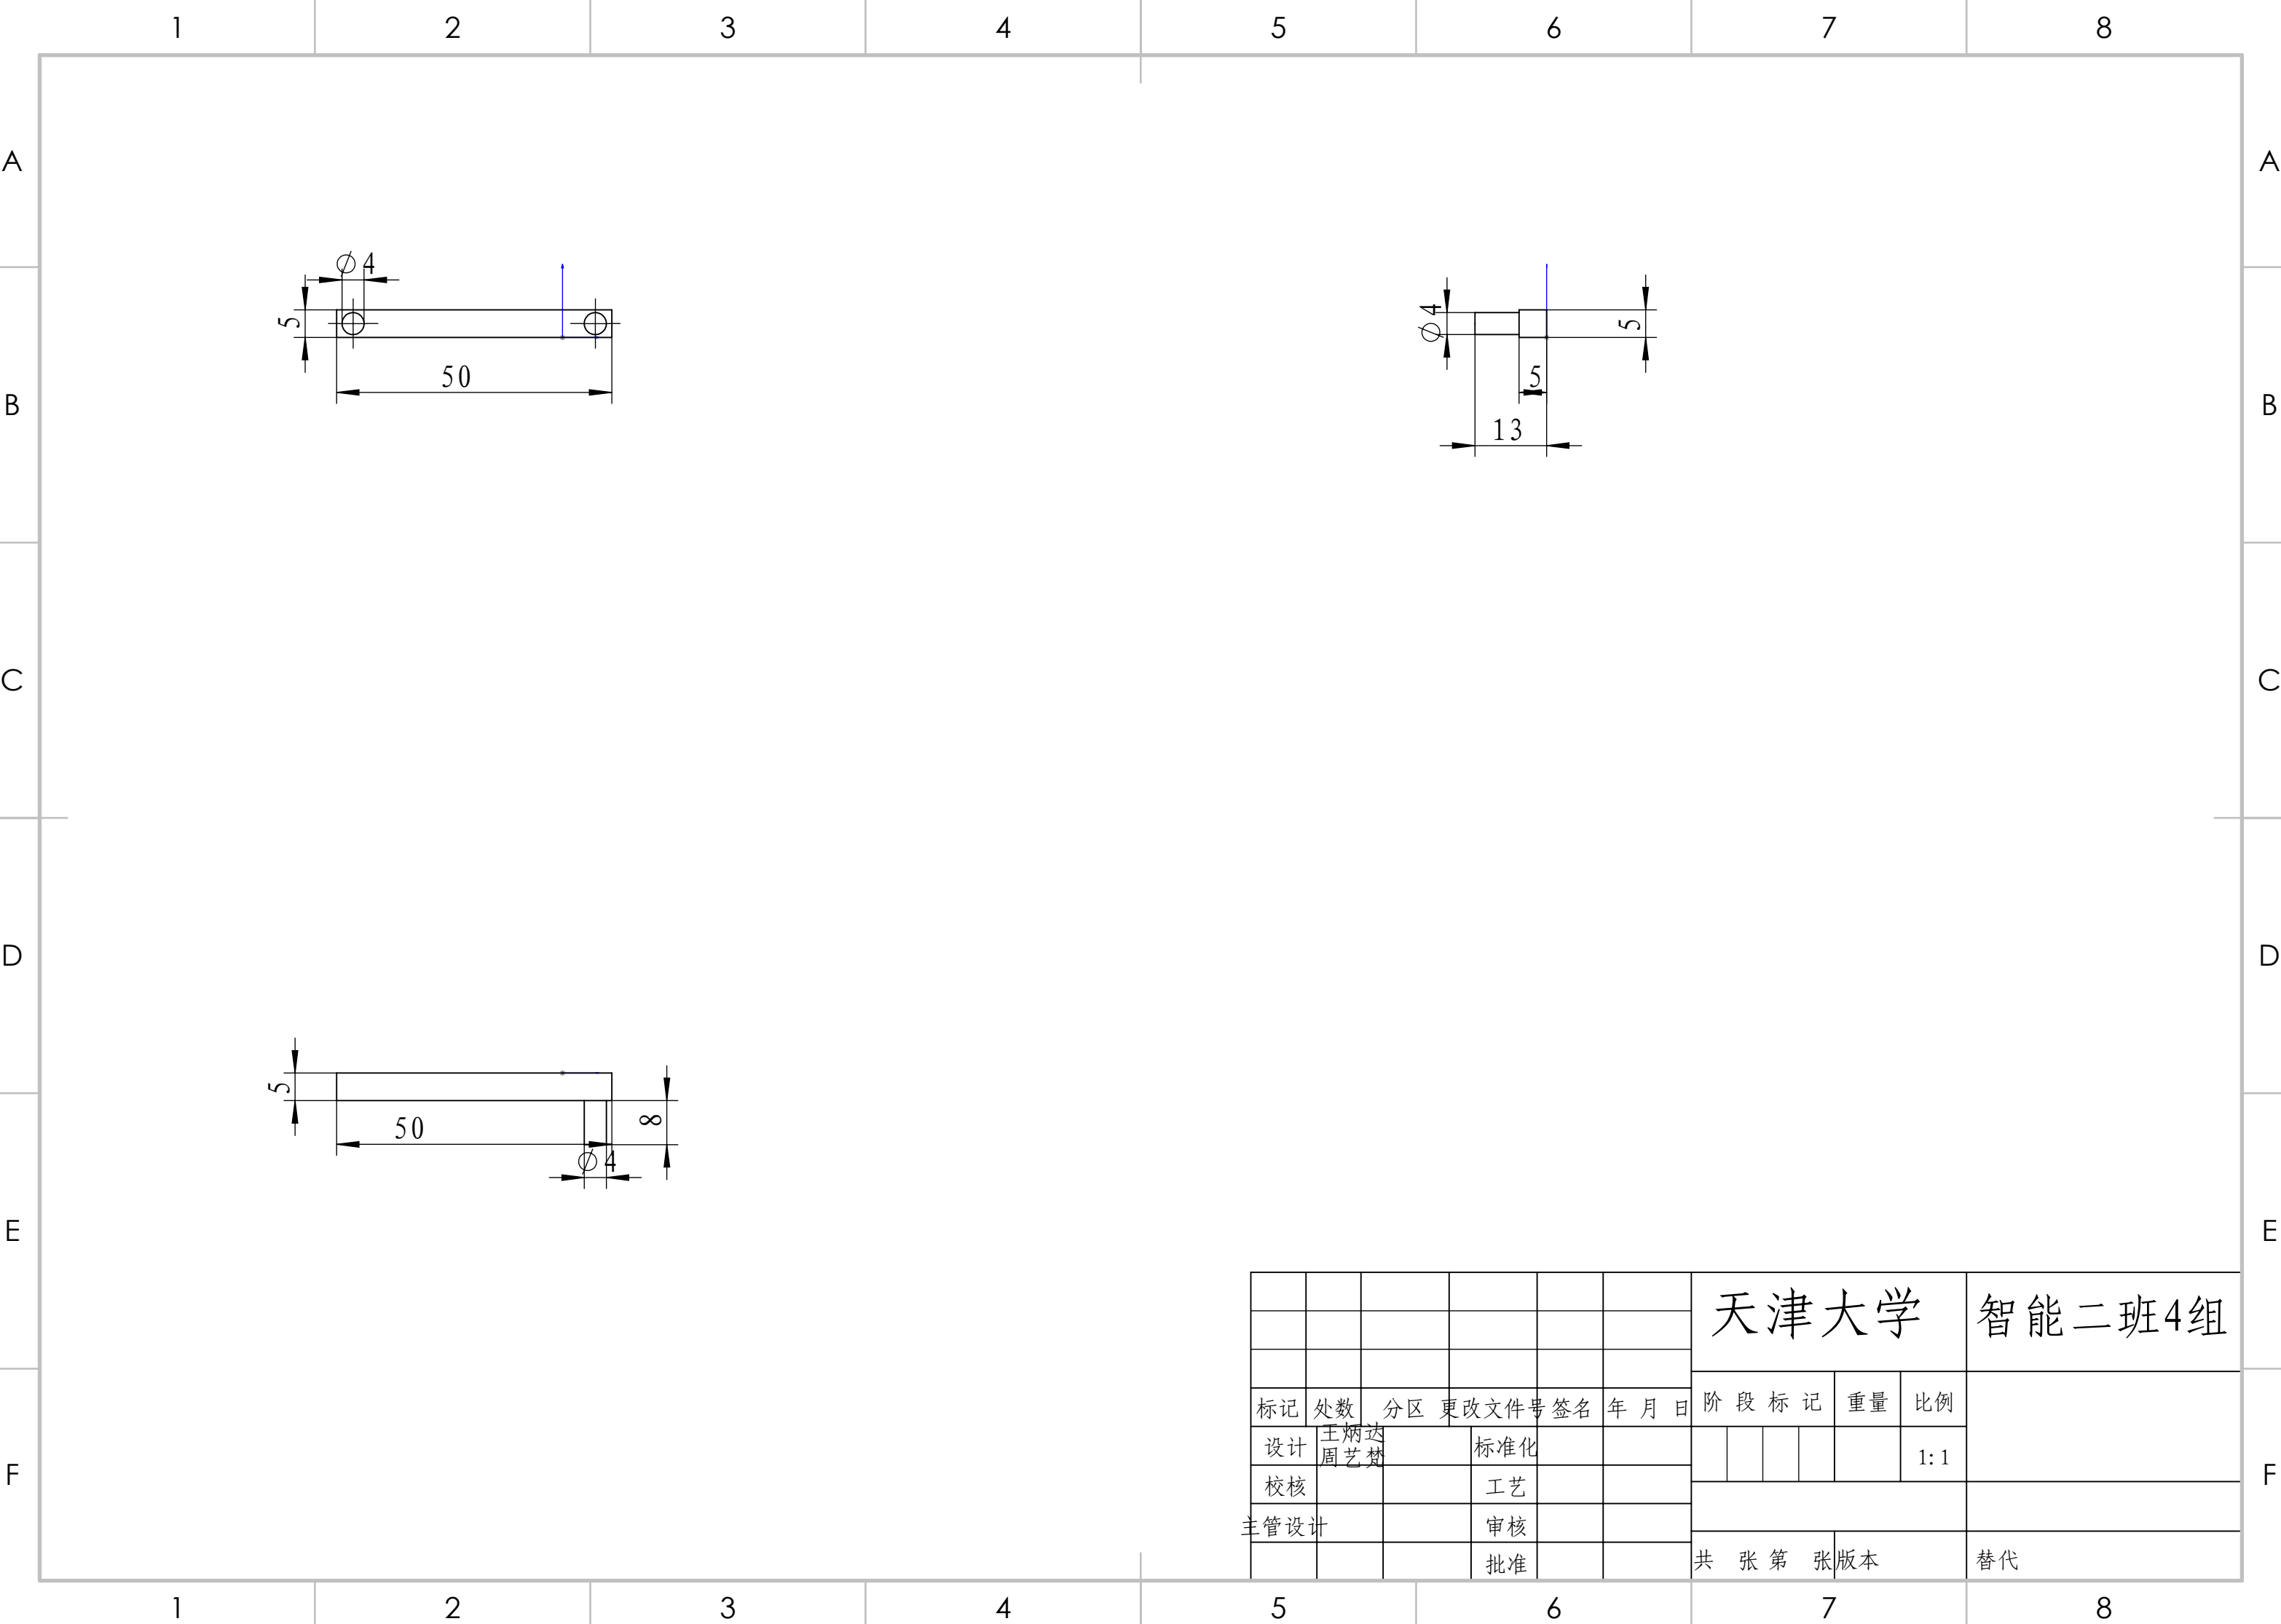 1 2 3 4 5 6 7 8
A A
∅4
5
50
∅4
5
5
13
B B
C C
D D
5
50
8
∅4
E E
天津大学 智能二班4组
标记 处数 分区 更改文件号 签名 年 月 日 阶段标记 重量 比例
设计 王炳达 标准化
周艺梵
1:1
F F
校核 工艺
主管设计 审核
批准 共 张 第 张 版本 替代
1 2 3 4 5 6 7 8